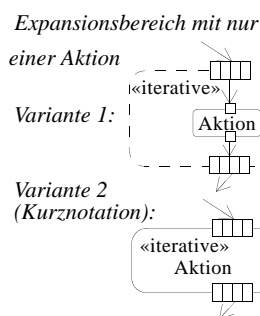 Expansionsbereich mit nur
einer Aktion
«iterative»
Variante 1:
Aktion
Variante 2
(Kurznotation):
«iterative»
Aktion